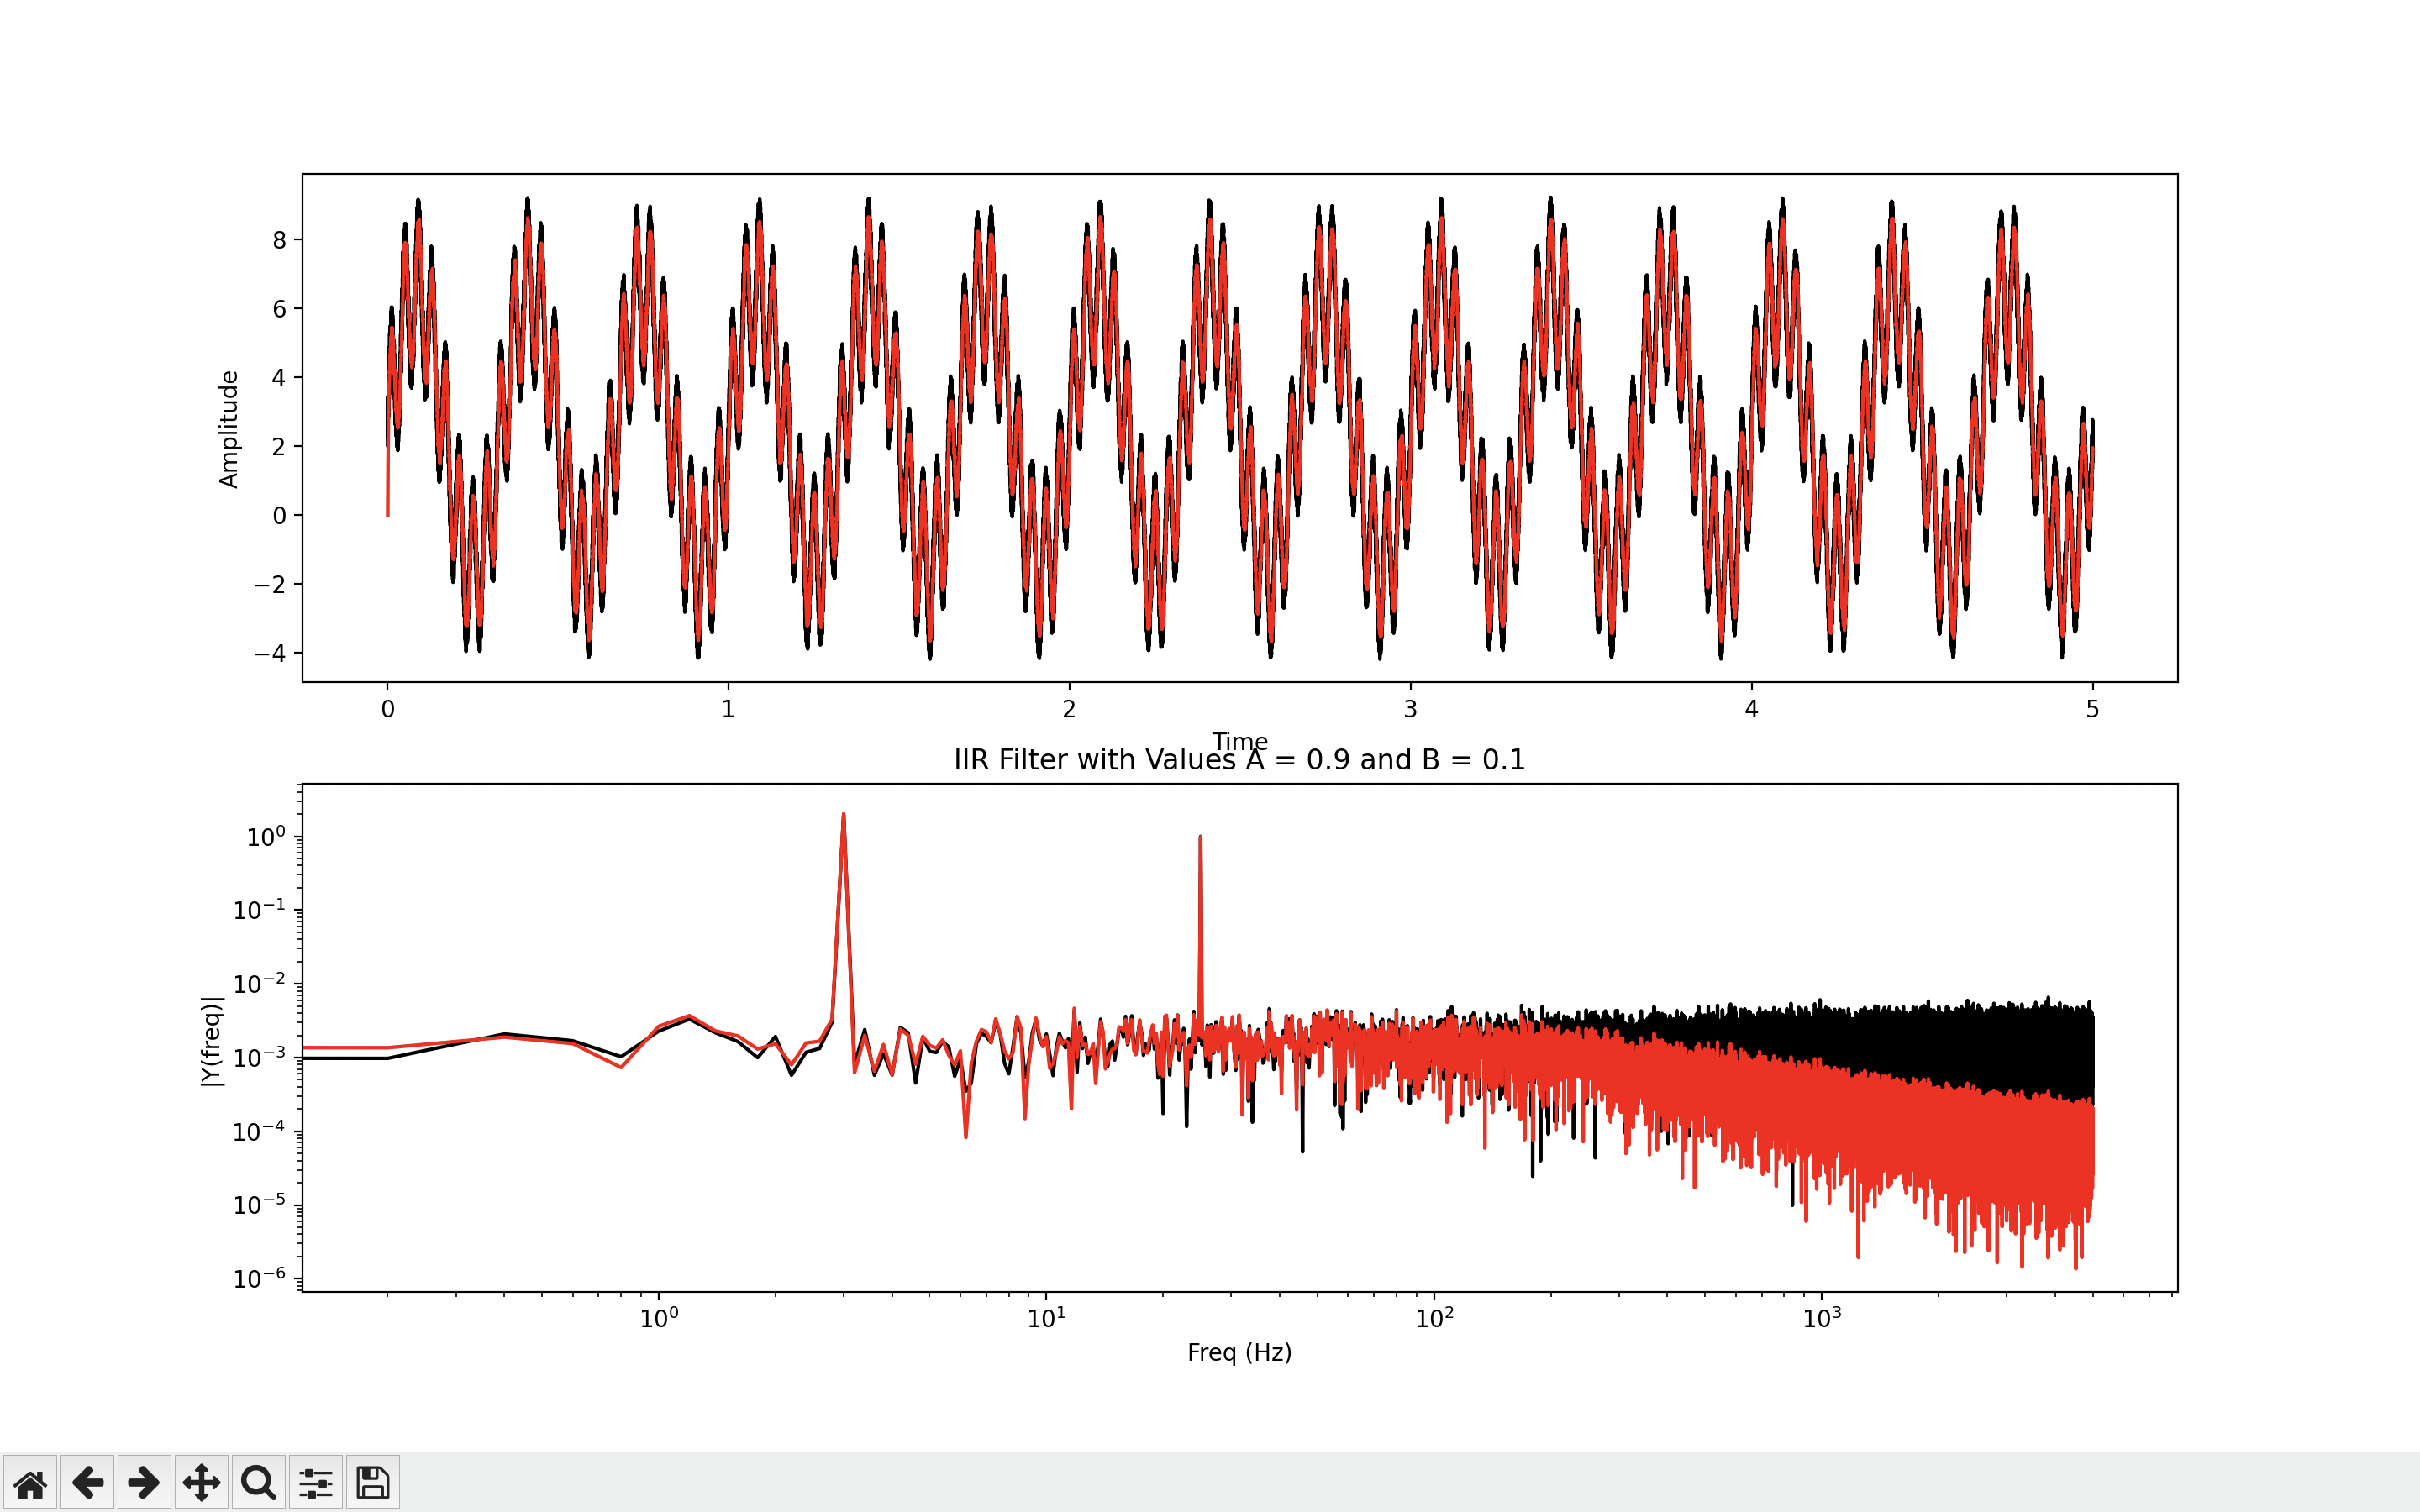 8
6
4
2
0
−2
−4
Amplitude
0 1 2 3 4 5
Time
IIR Filter with Values A = 0.9 and B = 0.1
10⁰
10⁻¹
10⁻²
10⁻³
10⁻⁴
10⁻⁵
10⁻⁶
|Y(freq)|
10⁰ 10¹ 10² 10³
Freq (Hz)